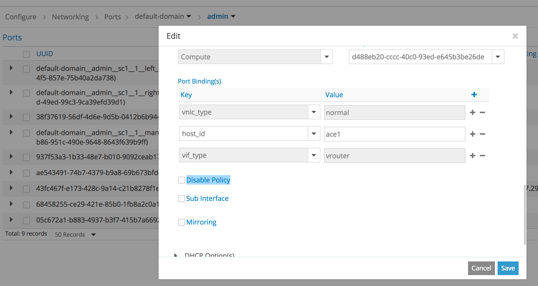 Configure > Networking > Ports > default-domain > admin
Ports
Edit
UUID
Compute
d488eb20-cccc-40c0-93ed-e645b3be26de
default-domain__admin__sc1__1__left_
4f5-857e-75b40a2da738)
Port Binding(s)
default-domain__admin__sc1__1__right
d-49ed-99c3-9ca39efd39d1)
Key Value
vnic_type normal
38f37619-56df-4d6e-9d5b-0412b6b94
default-domain__admin__sc1__1__man
b86-951c-490e-9648-8643f639b9ff)
host_id ace1
937f53a3-1b33-48e7-b010-9092ceab1
vif_type vrouter
ae543491-74b7-4379-b9a8-69b673bfd
Disable Policy
43fc467f-e173-428c-9a14-c21b8278f1e
Sub Interface
68458255-ce29-421e-85b0-1fb8a2c0a1
05c672a1-b883-4937-b3f7-415b7a669
Mirroring
Total: 9 records 50 Records
DHCP Option(s)
Cancel Save